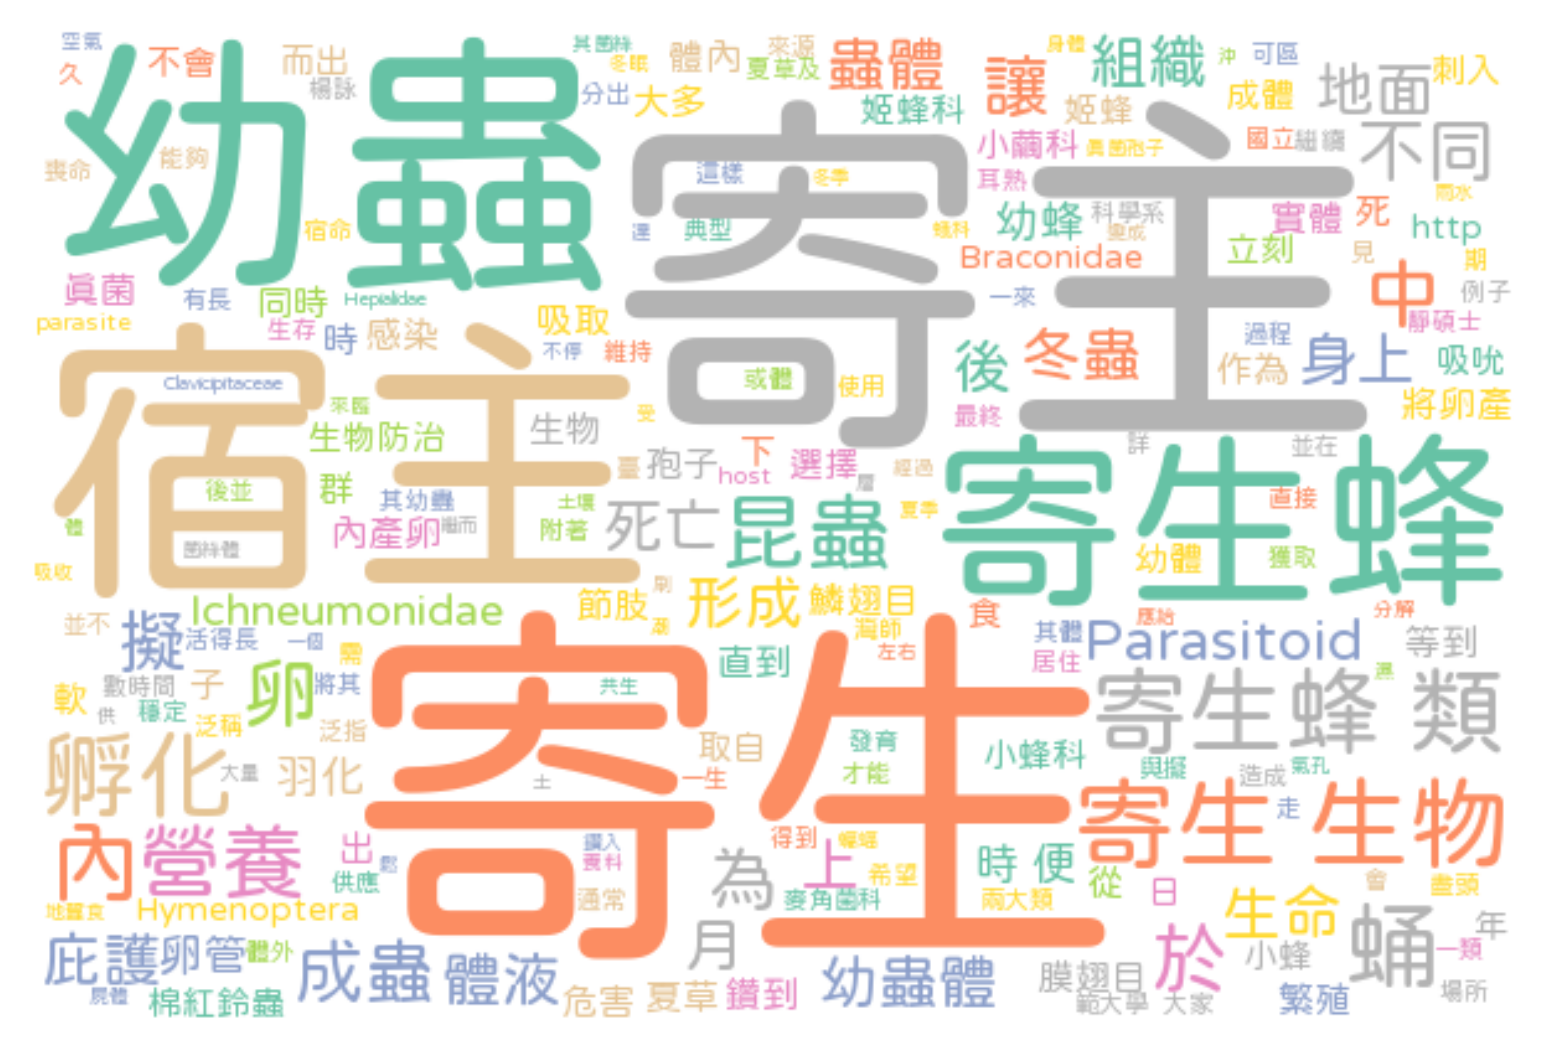 空氣
久
不會
而出
楊詠
其菌絲
冬眠
分出
大多
體內
來源
夏草及
蟲體
姬蜂科
讓
身體
組織
姬蜂
沖
可區
成體
地面
刺入
幼蟲
喪命
能夠
宿命
寄主
這樣
冬季
達
典型
小繭科
真菌孢子
耳熟
國立
繼續
不同
雨水
幼蜂
科學系
變成
實體
死
http
Braconidae
立刻
見
期
真菌
有長
同時
Hepialidae
parasite
生存
時
感染
吸取
不停
維持
一來
中
例子
靜碩士
宿主
Clavicipitaceae
來臨
生物防治
生物
或體
使用
受
後
冬蟲
過程
作為
身上
吸吮
最終
將卵產
後並
群
其幼蟲
體
內產卵
繼而
菌絲體
吸收
土壤
附著
臺
孢子
下
host
選擇
層
經過
死亡
昆蟲
夏季
詳
並在
寄生蜂
直接
幼體
獲取
Ichneumonidae
節肢
刷
形成
鱗翅目
食
應給
分解
並不
擬
活得長
一個
需
潮
海師
左右
其體
居住
Parasitoid
等到
直到
共生
軟
數時間
子
卵
將其
供
穩定
泛稱
泛指
寄生
取自
發育
才能
一生
土
小蜂科
與擬
造成
氣孔
濕
寄生蜂
類
孵化
大量
羽化
內
營養
出
鬆
供應
鑽入
養料
通常
得到
蝙蝠
上
為
希望
麥角菌科
時
便
從
日
走
寄生
生物
兩大類
會
盡頭
地蠶食
Hymenoptera
生命
月
於
小蜂
蛹
年
一類
庇護
卵管
體外
屍體
棉紅鈴蟲
成蟲
體液
危害
夏草
鑽到
幼蟲體
膜翅目
範大學
大家
繁殖
場所